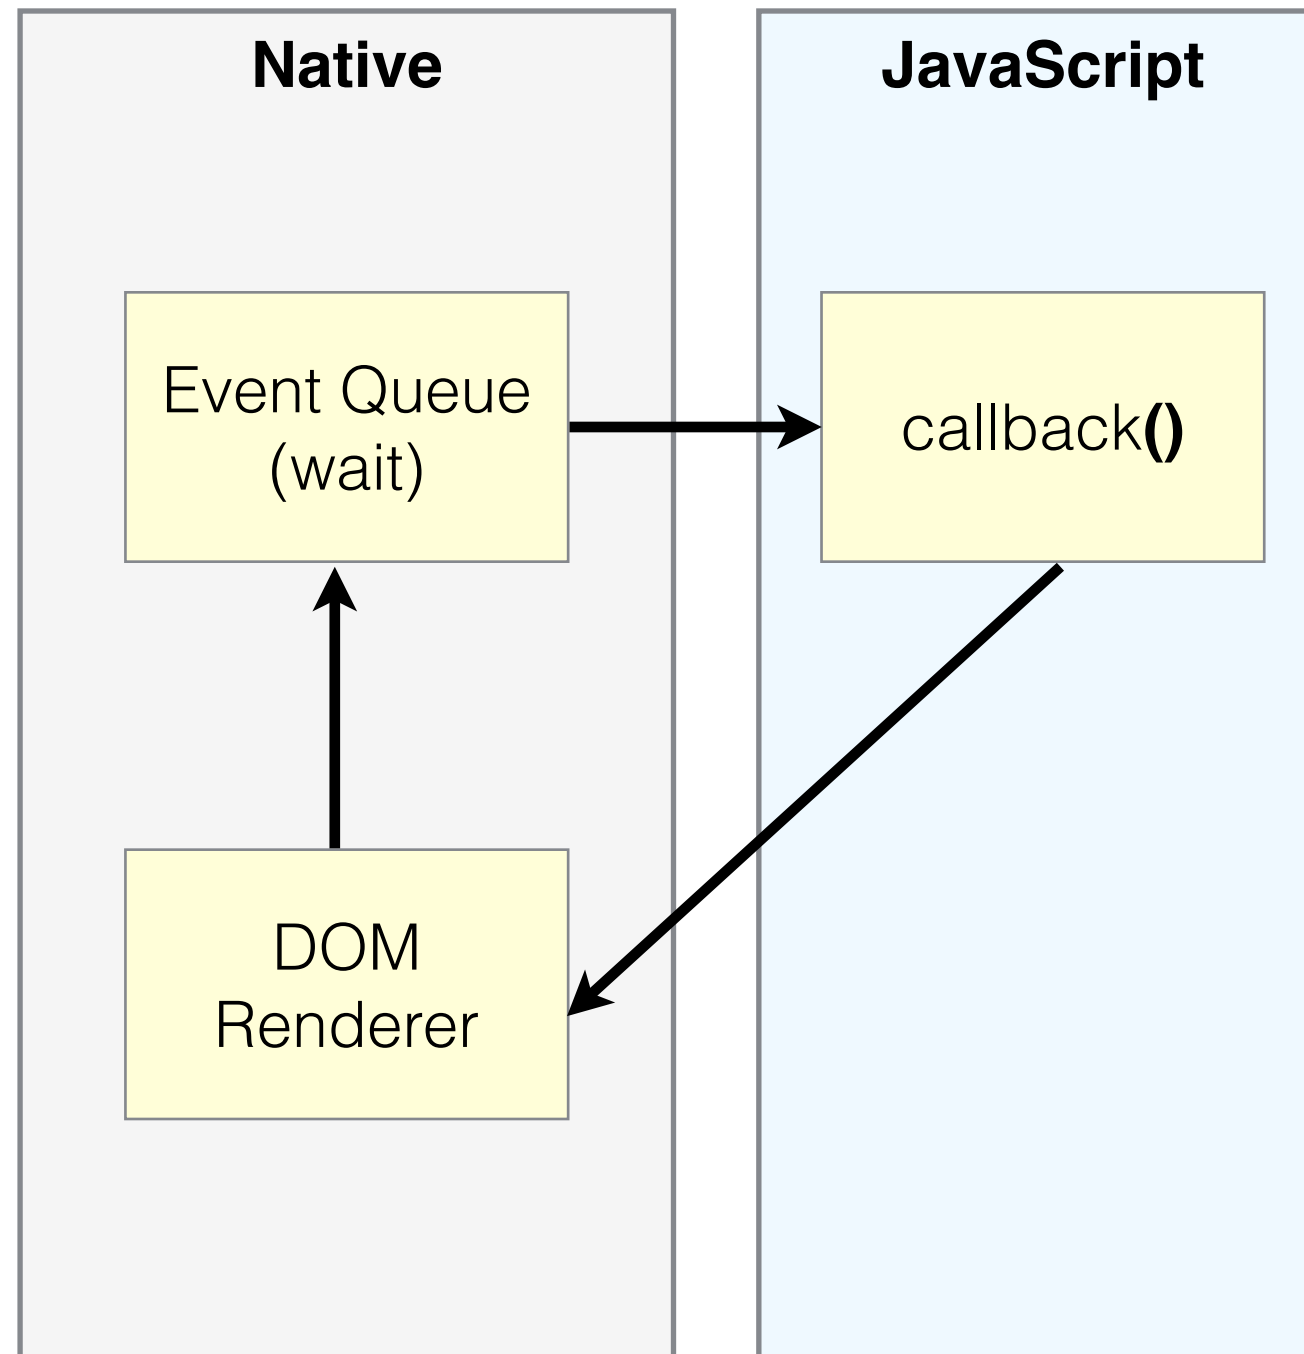 Native
JavaScript
Event Queue
(wait)
callback()
DOM
Renderer